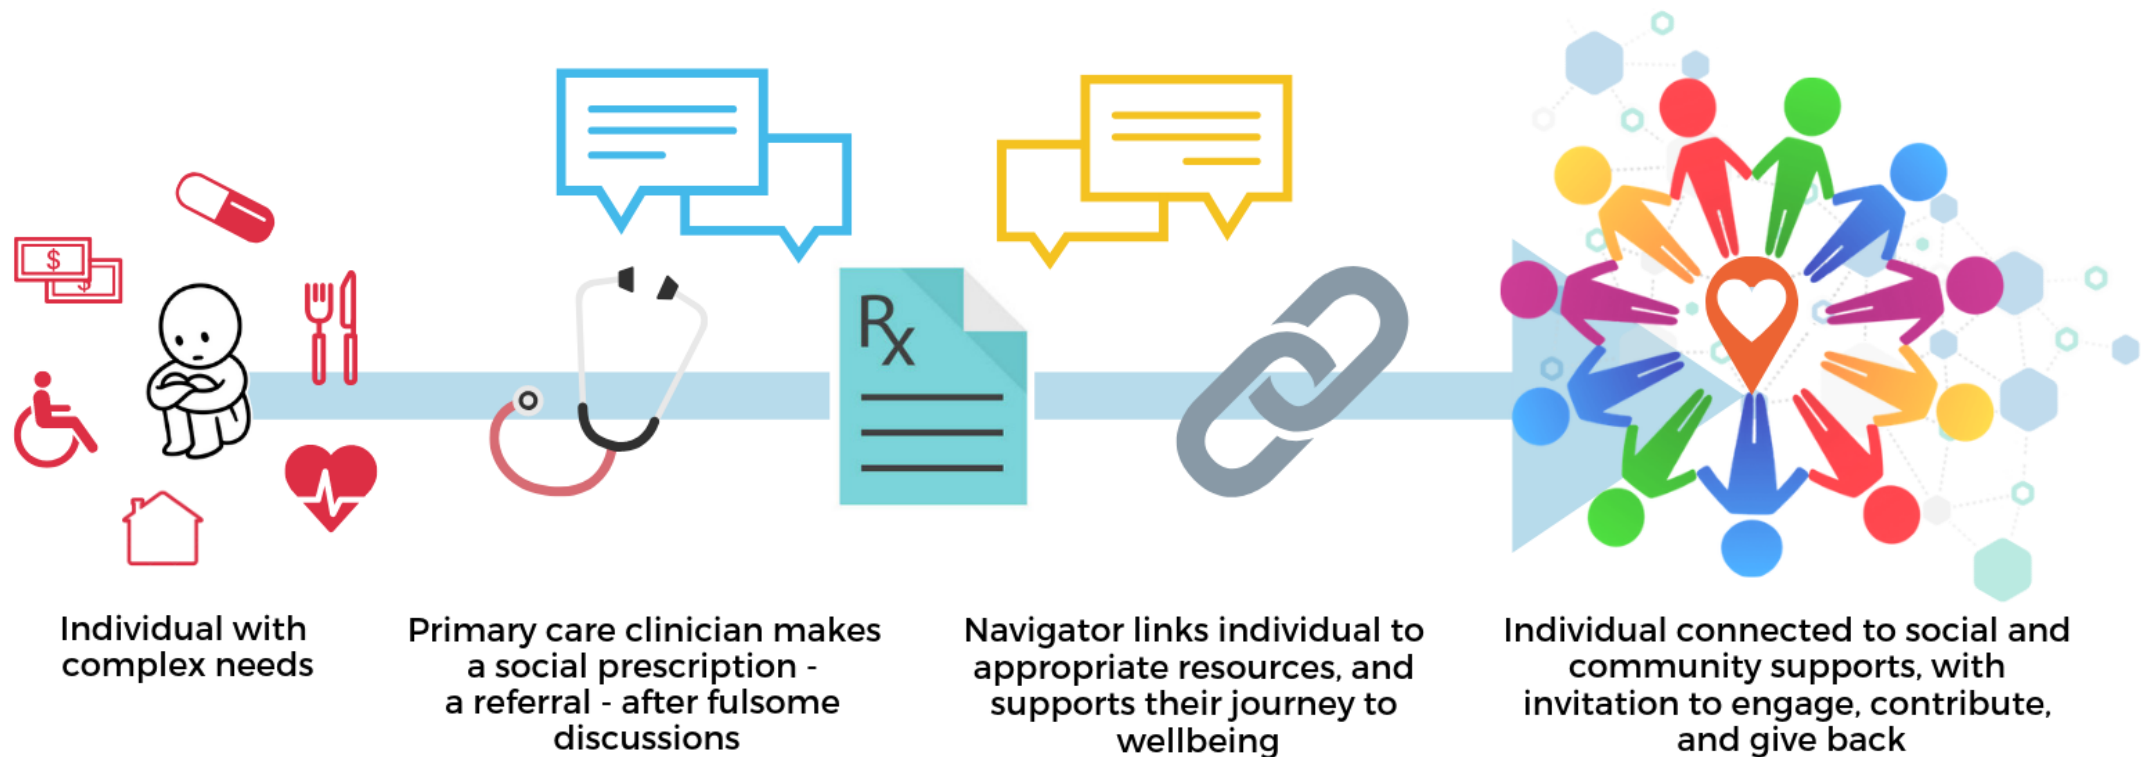 $
$
Rx
Individual with
complex needs
Primary care clinician makes
a social prescription -
a referral - after fulsome
discussions
Navigator links individual to
appropriate resources, and
supports their journey to
wellbeing
Individual connected to social and
community supports, with
invitation to engage, contribute,
and give back